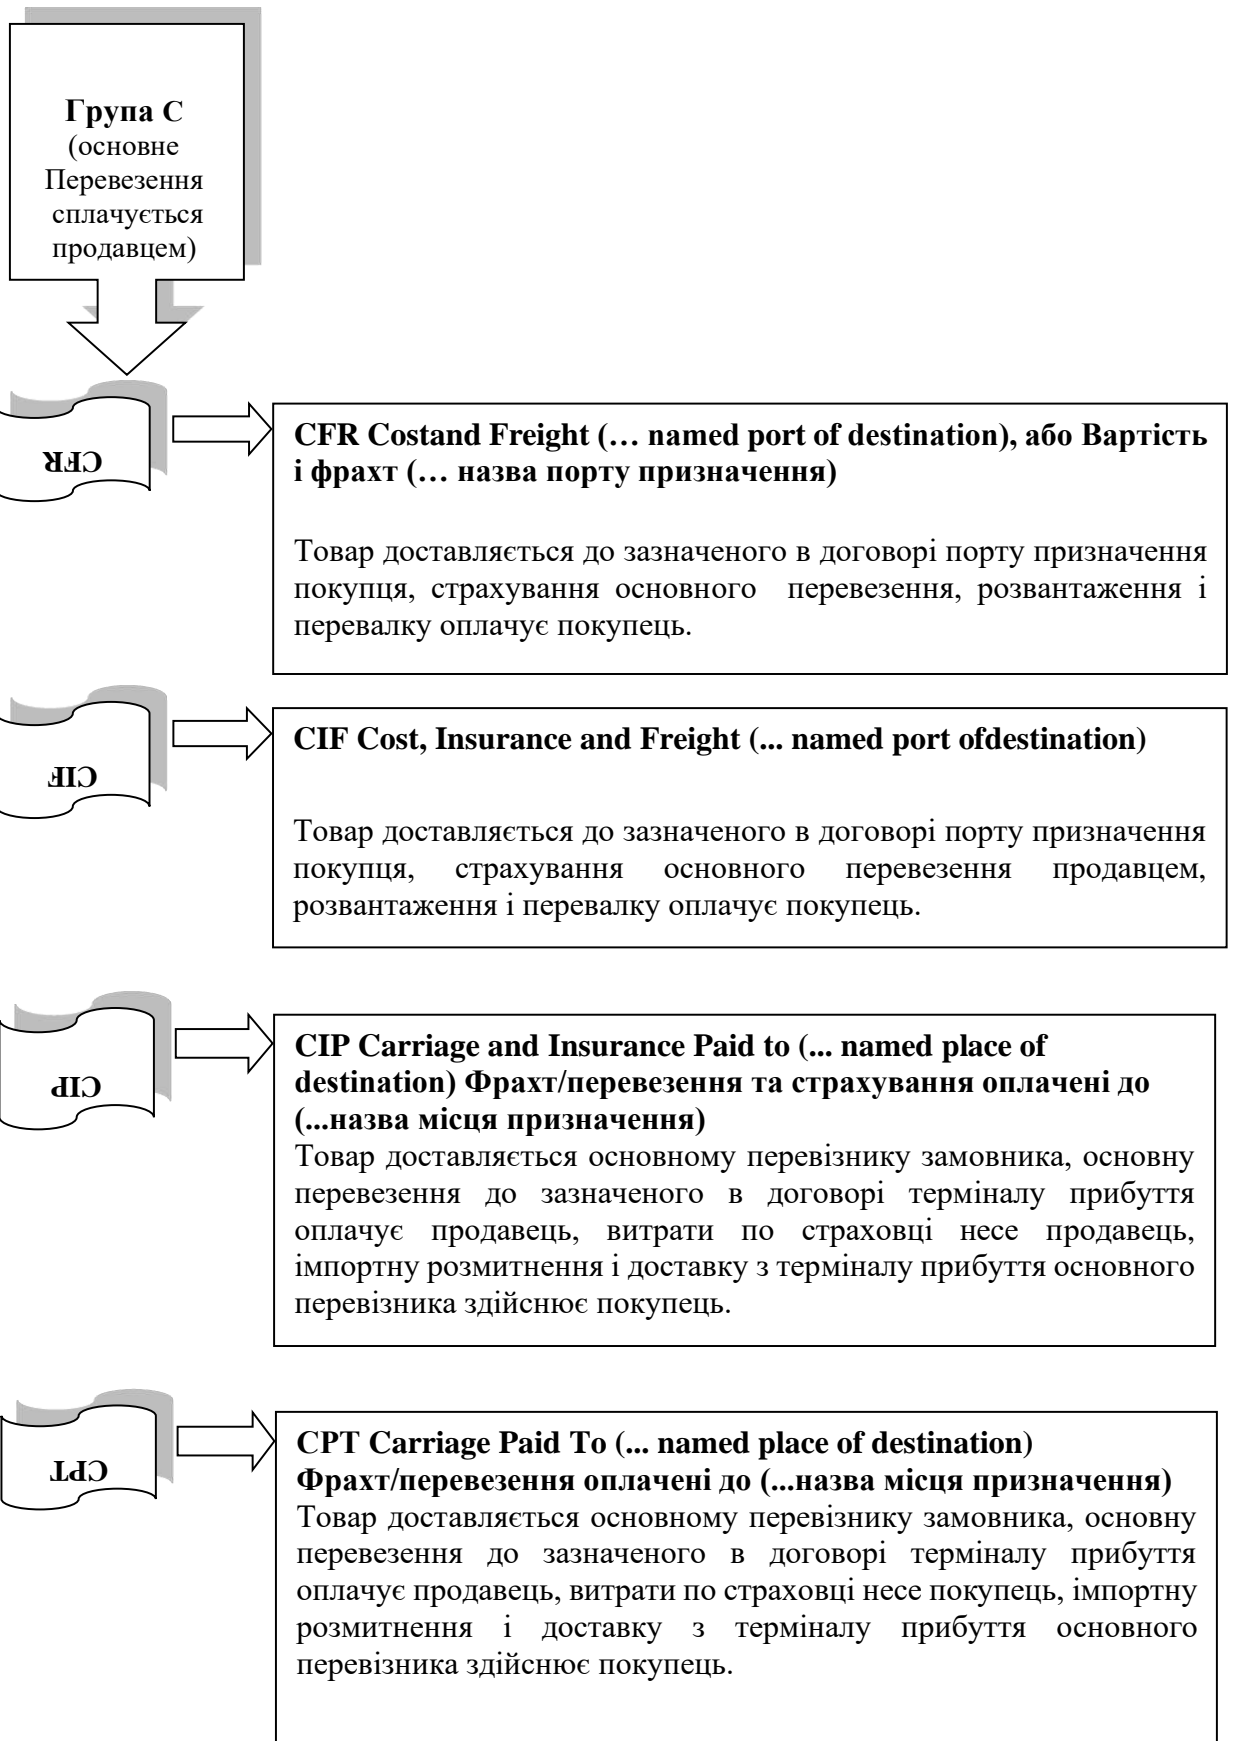 Група С
(основне
Перевезення
сплачується
продавцем)
CFR
CFR Costand Freight (… named port of destination), або Вартість
і фрахт (… назва порту призначення)
Товар доставляється до зазначеного в договорі порту призначення
покупця, страхування основного перевезення, розвантаження і
перевалку оплачує покупець.
CIF
CIF Cost, Insurance and Freight (... named port ofdestination)
Товар доставляється до зазначеного в договорі порту призначення
покупця, страхування основного перевезення продавцем,
розвантаження і перевалку оплачує покупець.
CIP
CIP Carriage and Insurance Paid to (... named place of
destination) Фрахт/перевезення та страхування оплачені до
(...назва місця призначення)
Товар доставляється основному перевізнику замовника, основну
перевезення до зазначеного в договорі терміналу прибуття
оплачує продавець, витрати по страховці несе продавець,
імпортну розмитнення і доставку з терміналу прибуття основного
перевізника здійснює покупець.
CPT
CPT Carriage Paid To (... named place of destination)
Фрахт/перевезення оплачені до (...назва місця призначення)
Товар доставляється основному перевізнику замовника, основну
перевезення до зазначеного в договорі терміналу прибуття
оплачує продавець, витрати по страховці несе покупець, імпортну
розмитнення і доставку з терміналу прибуття основного
перевізника здійснює покупець.